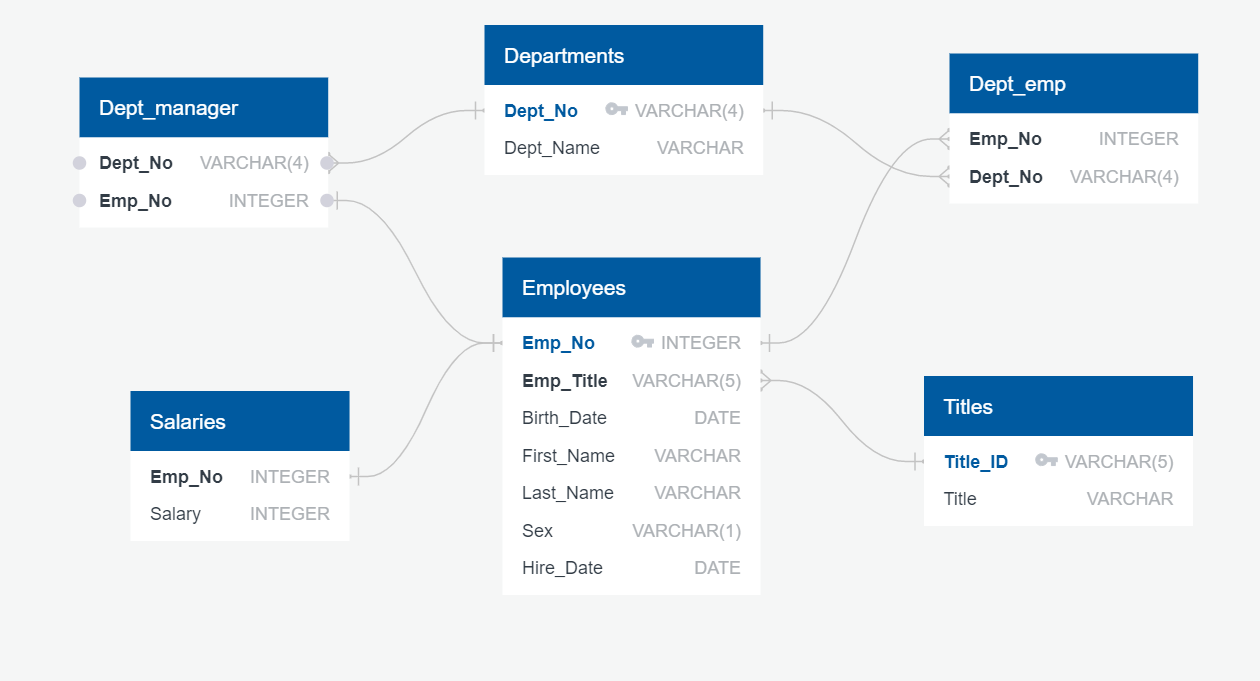 Departments
Dept_No VARCHAR(4)
Dept_Name VARCHAR
Dept_manager
Dept_No VARCHAR(4)
Emp_No INTEGER
Dept_emp
Emp_No INTEGER
Dept_No VARCHAR(4)
Employees
Emp_No INTEGER
Emp_Title VARCHAR(5)
Birth_Date DATE
First_Name VARCHAR
Last_Name VARCHAR
Sex VARCHAR(1)
Hire_Date DATE
Salaries
Emp_No INTEGER
Salary INTEGER
Titles
Title_ID VARCHAR(5)
Title VARCHAR